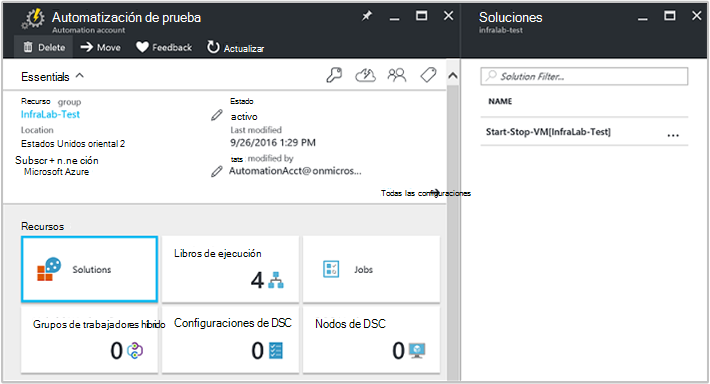 Automatización de prueba
Automation account
Delete
Move
Feedback
Actualizar
Essentials
Recurso group
InfraLab-Test
Location
Estados Unidos oriental 2
Subscr + n.ne ción
Microsoft Azure
Estado
activo
Last modified
9/26/2016 1:29 PM
tats modified by
AutomationAcct@onmicros...
Todas las configuraciones
Recursos
Solutions
Libros de ejecución
4
Jobs
Grupos de trabajadores híbrido
0
Configuraciones de DSC
0
Nodos de DSC
0
Soluciones
infralab-test
Solution Filter...
NAME
Start-Stop-VM[InfraLab-Test]
...